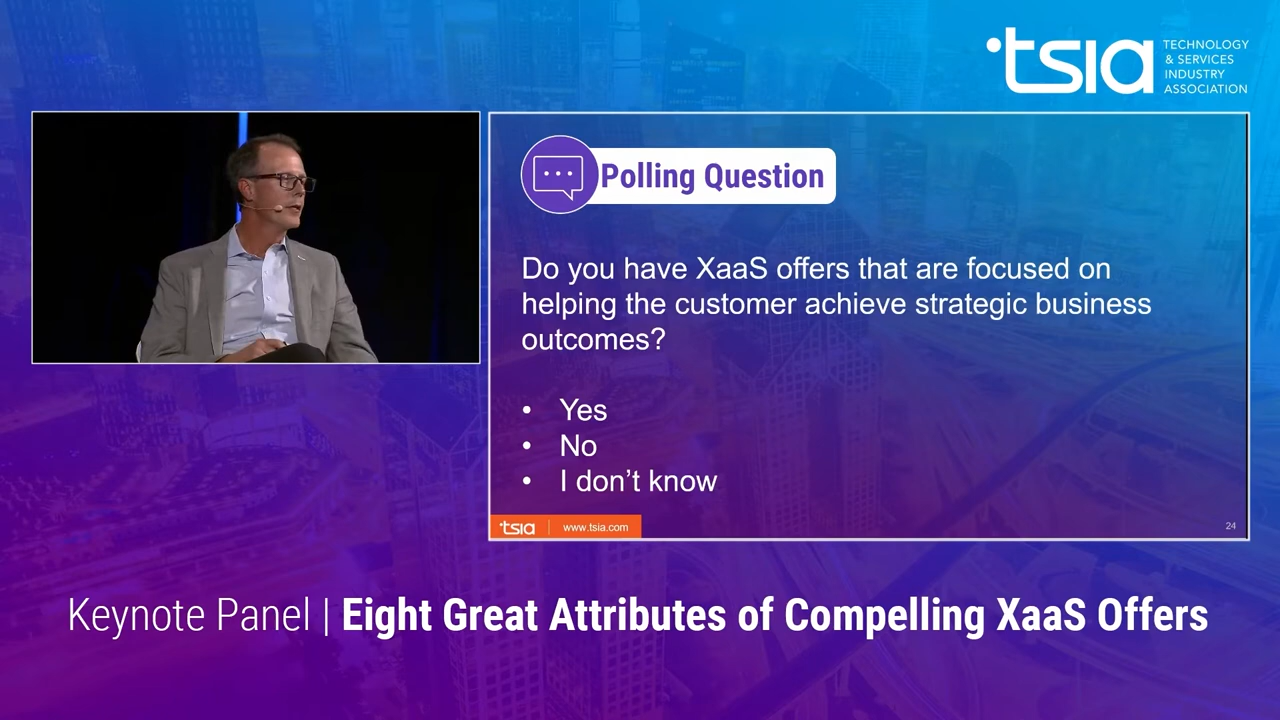 tsia
TECHNOLOGY
& SERVICES
INDUSTRY
ASSOCIATION
Polling Question
Do you have XaaS offers that are focused on
helping the customer achieve strategic business
outcomes?
• Yes
• No
• I don’t know
tsia | www.tsia.com
24
Keynote Panel | Eight Great Attributes of Compelling XaaS Offers